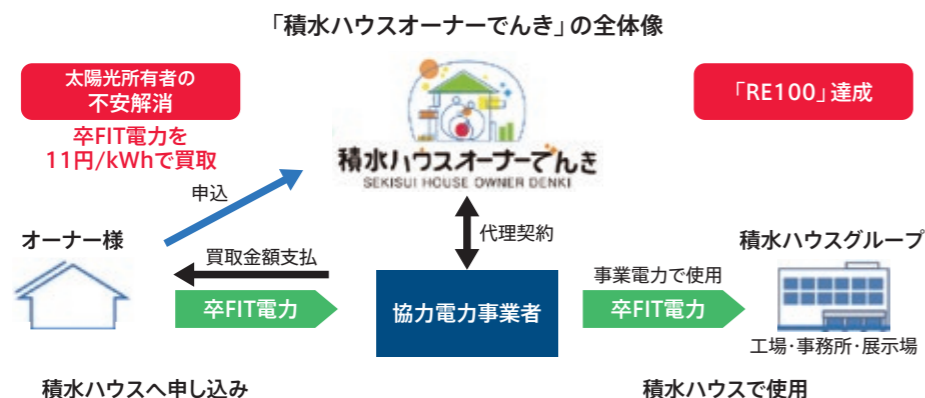 「積水ハウスオーナーでんき」の全体像
太陽光所有者の
不安解消
「RE100」達成
卒FIT電力を
11円/kWhで買取
積水ハウスオーナーでんき
SEKISUI HOUSE OWNER DENKI
申込
代理契約
オーナー様
積水ハウスグループ
買取金額支払
事業電力で使用
卒FIT電力
協力電力事業者
卒FIT電力
工場・事務所・展示場
積水ハウスへ申し込み
積水ハウスで使用